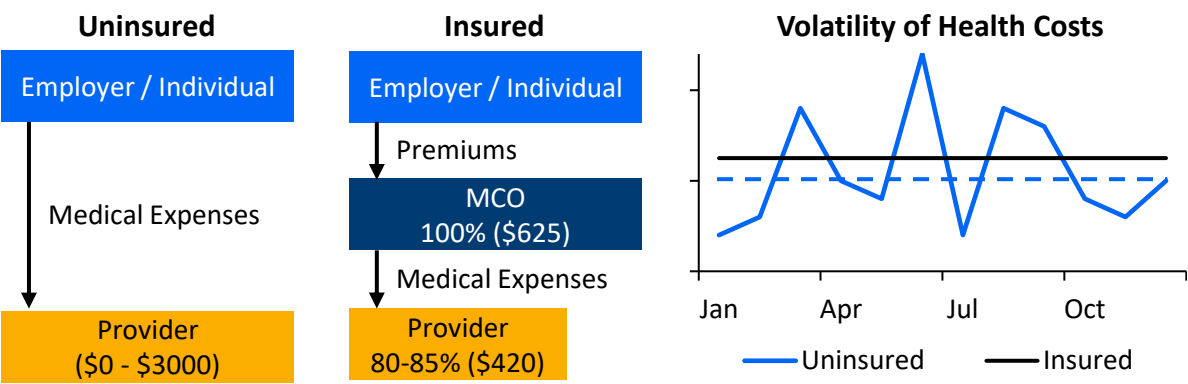 Uninsured
Employer / Individual
Medical Expenses
Provider
($0 - $3000)
Insured
Employer / Individual
Premiums
MCO
100% ($625)
Medical Expenses
Provider
80-85% ($420)
Volatility of Health Costs
Jan Apr Jul Oct
Uninsured Insured